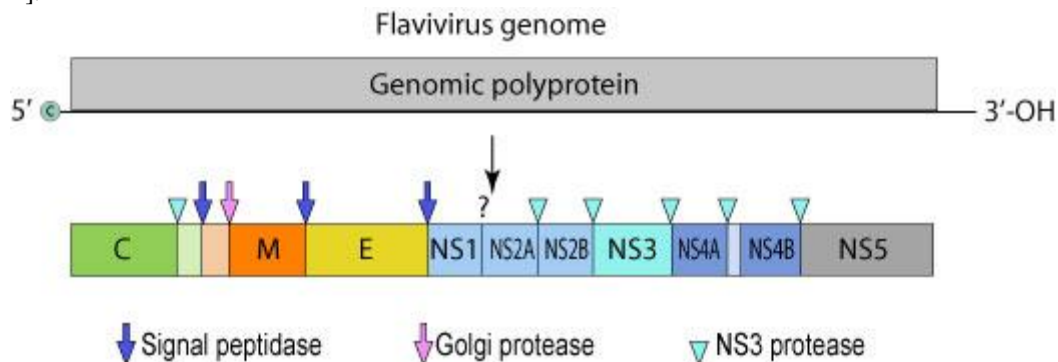 ].
Flavivirus genome
Genomic polyprotein
5′ C 3′-OH
?
C M E NS1 NS2A NS2B NS3 NS4A NS4B NS5
Signal peptidase Golgi protease NS3 protease